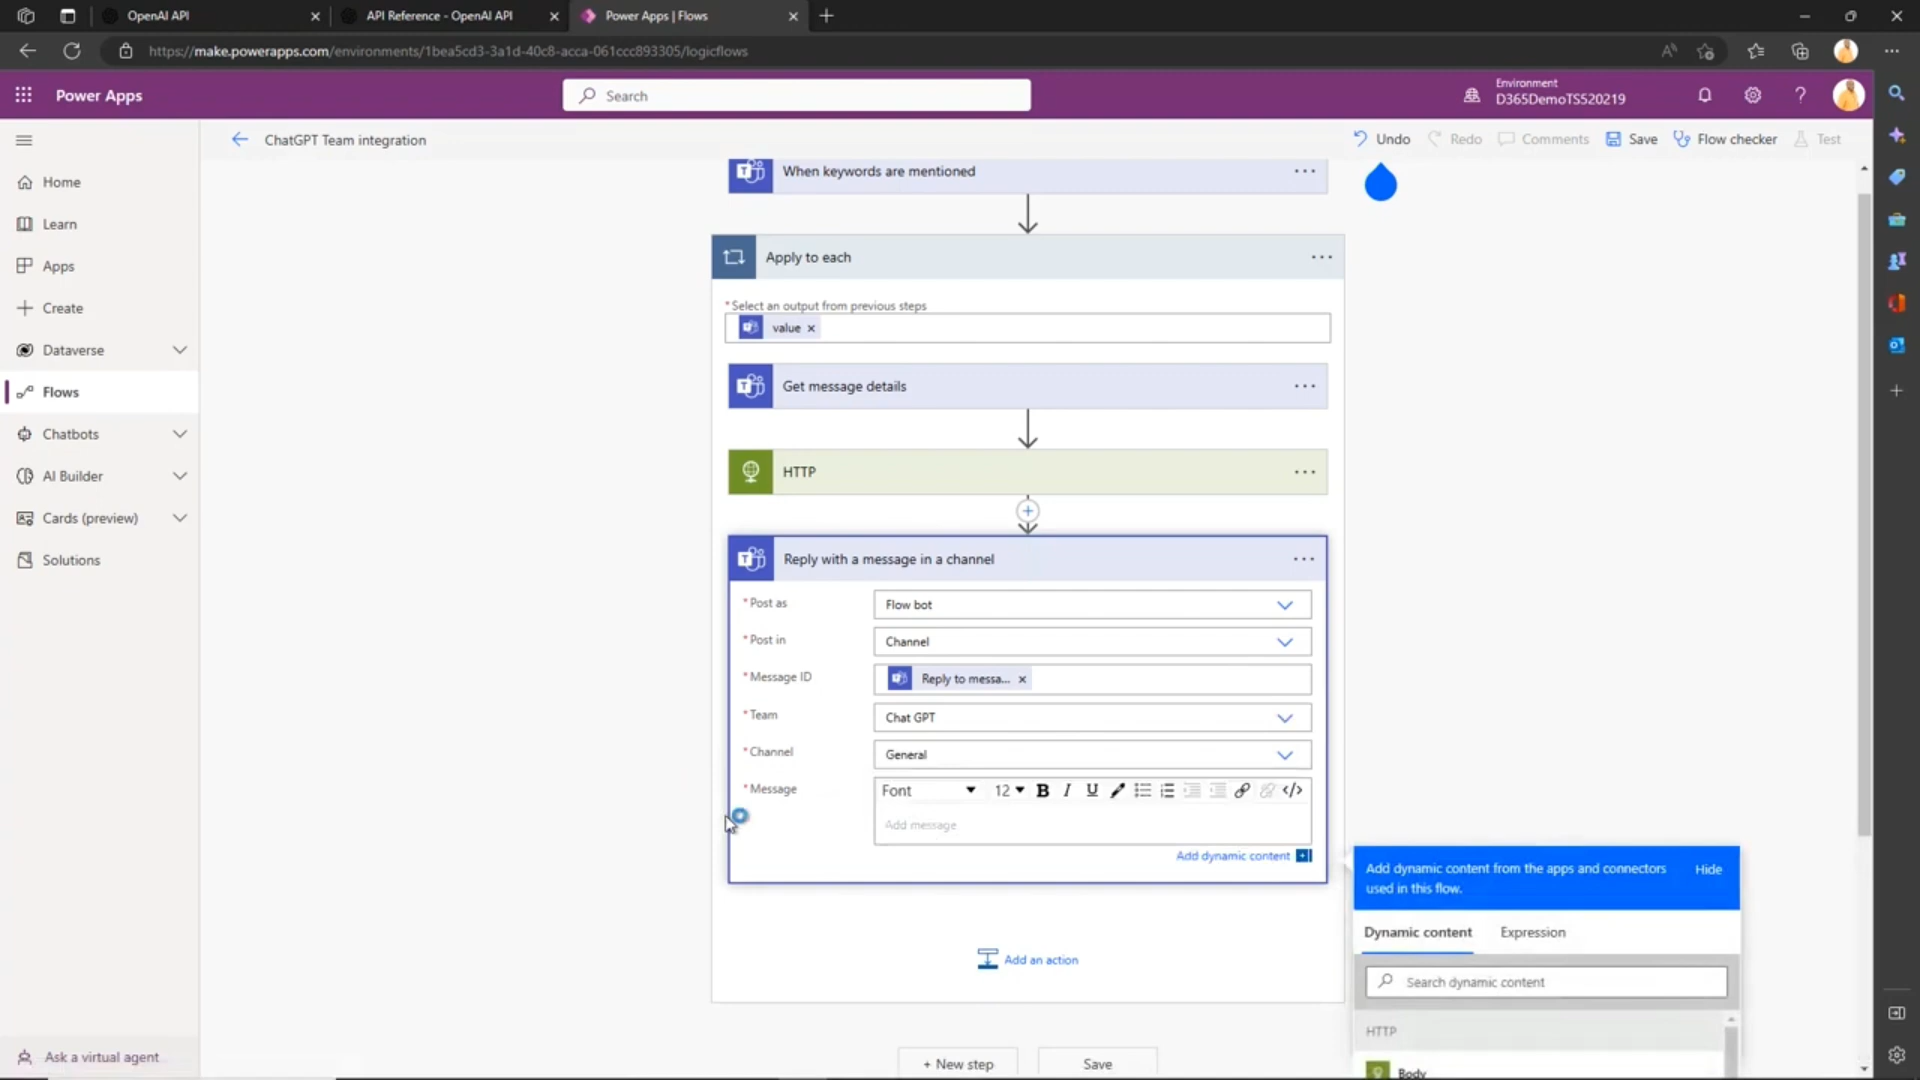 OpenAI API
API Reference - OpenAI API
Power Apps | Flows
https://make.powerapps.com/environments/1bea5cd3-3a1d-40c8-acca-061ccc893305/logicflows
Power Apps
Search
Environment
D365DemoTS520219
?
ChatGPT Team integration
Undo
Redo
Comments
Save
Flow checker
Test
Home
Learn
Apps
Create
Dataverse
Flows
Chatbots
AI Builder
Cards (preview)
Solutions
Ask a virtual agent
When keywords are mentioned
Apply to each
* Select an output from previous steps
value ×
Get message details
HTTP
Reply with a message in a channel
* Post as
Flow bot
* Post in
Channel
* Message ID
Reply to messa... ×
* Team
Chat GPT
* Channel
General
* Message
Font 12 B I U </>
Add message
Add dynamic content
Add an action
+ New step
Save
Add dynamic content from the apps and connectors
used in this flow.
Hide
Dynamic content
Expression
Search dynamic content
HTTP
Body